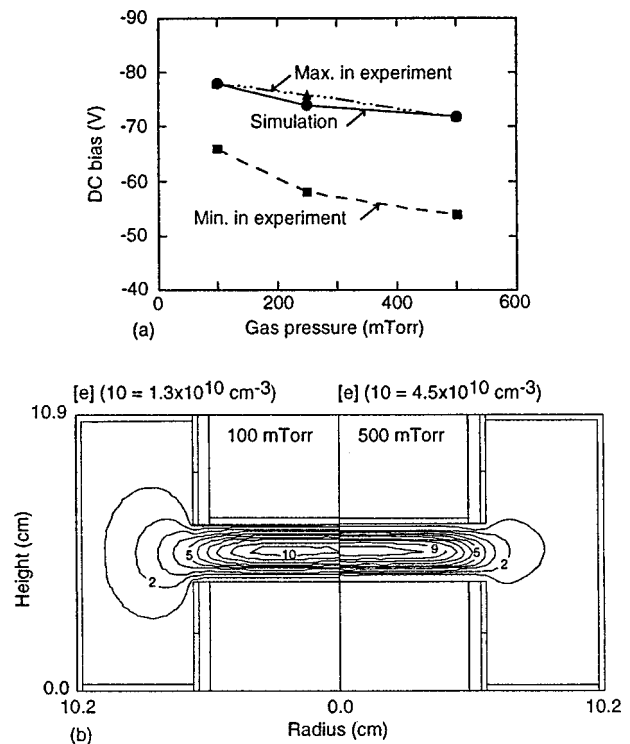 -90
-80
-70
-60
-50
-40
DC bias (V)
Max. in experiment
Simulation
Min. in experiment
0
200
400
600
(a)
Gas pressure (mTorr)
[e] (10 = 1.3x10^10 cm^-3)
[e] (10 = 4.5x10^10 cm^-3)
10.9
100 mTorr
500 mTorr
Height (cm)
2
5
10
9
5
2
0.0
10.2
0.0
10.2
Radius (cm)
(b)